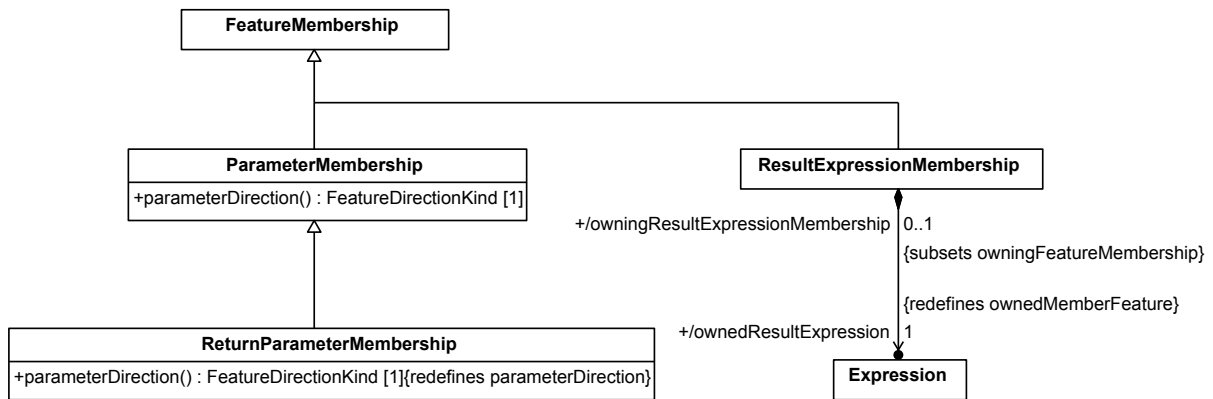 FeatureMembership
ParameterMembership
+parameterDirection() : FeatureDirectionKind [1]
ResultExpressionMembership
+/owningResultExpressionMembership 0..1
{subsets owningFeatureMembership}
{redefines ownedMemberFeature}
+/ownedResultExpression 1
ReturnParameterMembership
+parameterDirection() : FeatureDirectionKind [1]{redefines parameterDirection}
Expression